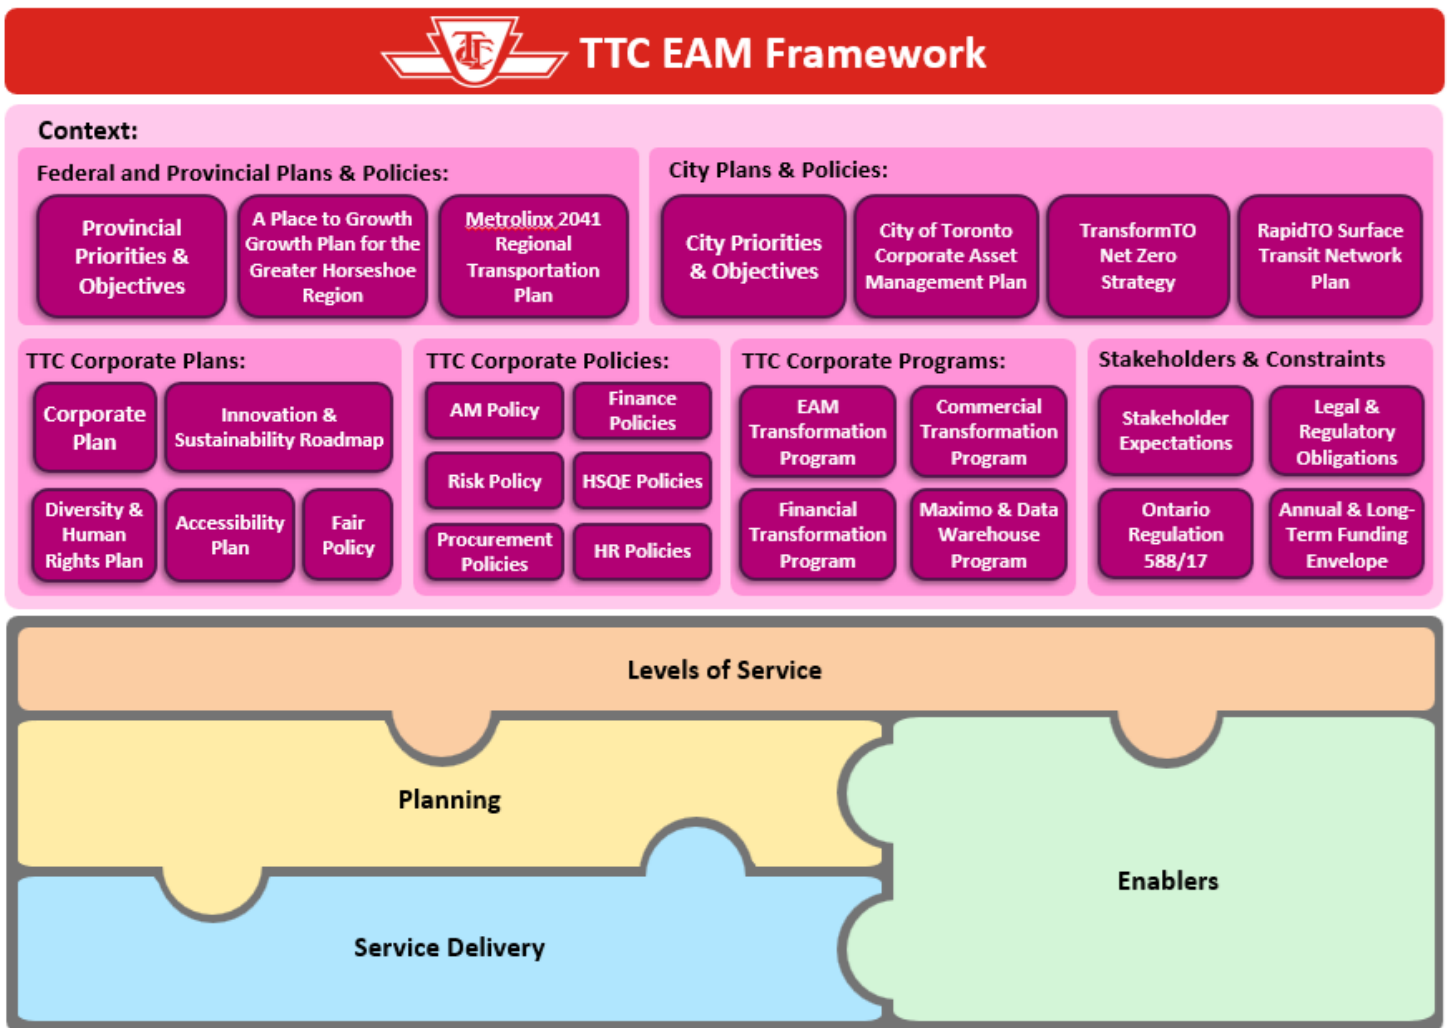 TTC EAM Framework
Context:
Federal and Provincial Plans & Policies:
Provincial
Priorities &
Objectives
A Place to Growth
Growth Plan for the
Greater Horseshoe
Region
Metrolinx 2041
Regional
Transportation
Plan
City Plans & Policies:
City Priorities
& Objectives
City of Toronto
Corporate Asset
Management Plan
TransformTO
Net Zero
Strategy
RapidTO Surface
Transit Network
Plan
TTC Corporate Plans:
Corporate
Plan
Innovation &
Sustainability Roadmap
Diversity &
Human
Rights Plan
Accessibility
Plan
Fair
Policy
TTC Corporate Policies:
AM Policy
Finance
Policies
Risk Policy
HSQE Policies
Procurement
Policies
HR Policies
TTC Corporate Programs:
EAM
Transformation
Program
Commercial
Transformation
Program
Financial
Transformation
Program
Maximo & Data
Warehouse
Program
Stakeholders & Constraints
Stakeholder
Expectations
Legal &
Regulatory
Obligations
Ontario
Regulation
588/17
Annual & Long-
Term Funding
Envelope
Levels of Service
Planning
Enablers
Service Delivery